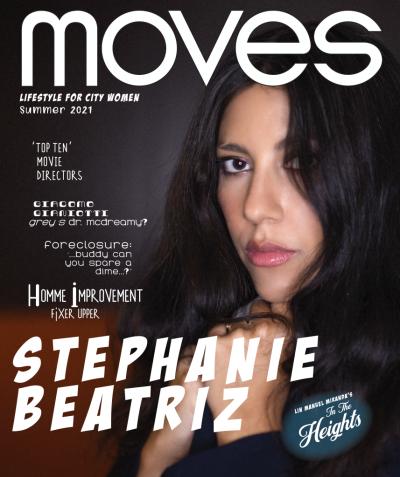 moves
LIFESTYLE FOR CITY WOMEN
Summer 2021
'TOP TEN'
MOVIE
DIRECTORS
GIACOMO
GIANIOTTI
grey s dr. mcdreamy?
foreclosure:
'...buddy can
you spare a
dime...?'
HOMME IMPROVEMENT
FiXER UPPER
STEPHANIE
BEATRIZ
LIN MANUEL MIRANDA'S
In The
Heights